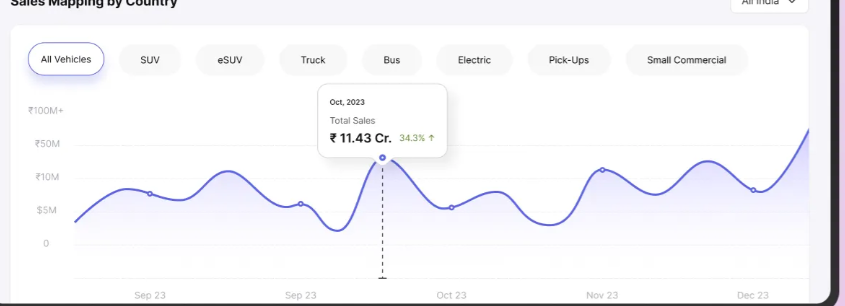 Sales Mapping by Country
All India
All Vehicles
SUV
eSUV
Truck
Bus
Electric
Pick-Ups
Small Commercial
Oct, 2023
Total Sales
₹ 11.43 Cr. 34.3% ↑
₹100M+
₹50M
₹10M
$5M
0
Sep 23
Sep 23
Oct 23
Nov 23
Dec 23